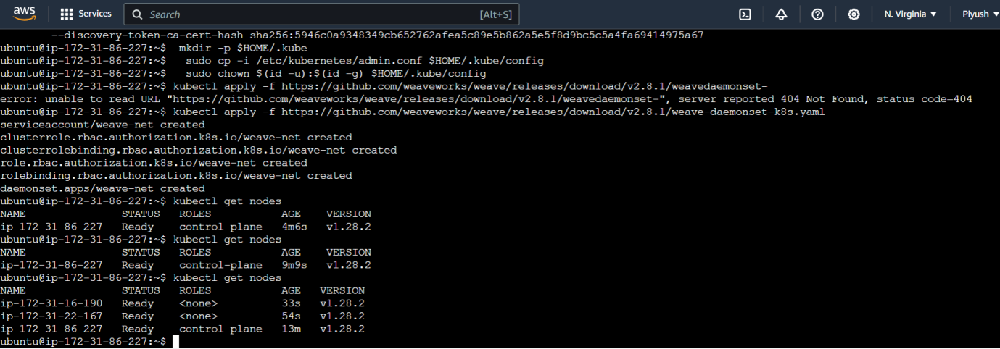 aws Services Search [Alt+S] N. Virginia Piyush
--discovery-token-ca-cert-hash sha256:5946c0a9348349cb652762afea5c89e5b862a5e5f8d9bc5c5a4fa69414975a67
ubuntu@ip-172-31-86-227:~$  mkdir -p $HOME/.kube
ubuntu@ip-172-31-86-227:~$   sudo cp -i /etc/kubernetes/admin.conf $HOME/.kube/config
ubuntu@ip-172-31-86-227:~$   sudo chown $(id -u):$(id -g) $HOME/.kube/config
ubuntu@ip-172-31-86-227:~$ kubectl apply -f https://github.com/weaveworks/weave/releases/download/v2.8.1/weavedaemonset-
error: unable to read URL "https://github.com/weaveworks/weave/releases/download/v2.8.1/weavedaemonset-", server reported 404 Not Found, status code=404
ubuntu@ip-172-31-86-227:~$ kubectl apply -f https://github.com/weaveworks/weave/releases/download/v2.8.1/weave-daemonset-k8s.yaml
serviceaccount/weave-net created
clusterrole.rbac.authorization.k8s.io/weave-net created
clusterrolebinding.rbac.authorization.k8s.io/weave-net created
role.rbac.authorization.k8s.io/weave-net created
rolebinding.rbac.authorization.k8s.io/weave-net created
daemonset.apps/weave-net created
ubuntu@ip-172-31-86-227:~$ kubectl get nodes
NAME               STATUS   ROLES           AGE    VERSION
ip-172-31-86-227   Ready    control-plane   4m6s   v1.28.2
ubuntu@ip-172-31-86-227:~$ kubectl get nodes
NAME               STATUS   ROLES           AGE    VERSION
ip-172-31-86-227   Ready    control-plane   9m9s   v1.28.2
ubuntu@ip-172-31-86-227:~$ kubectl get nodes
NAME               STATUS   ROLES           AGE   VERSION
ip-172-31-16-190   Ready    <none>          33s   v1.28.2
ip-172-31-22-167   Ready    <none>          54s   v1.28.2
ip-172-31-86-227   Ready    control-plane   13m   v1.28.2
ubuntu@ip-172-31-86-227:~$